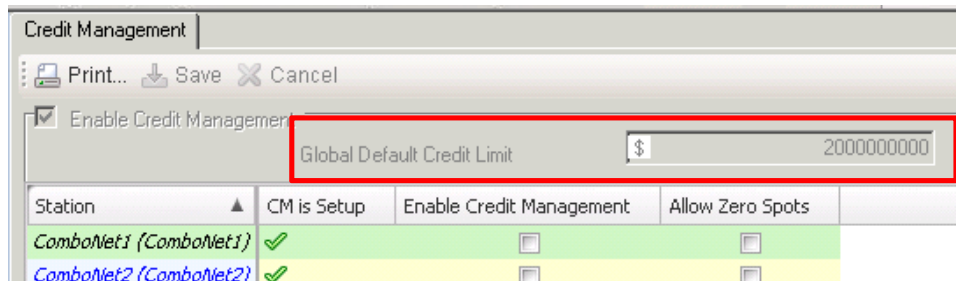 Credit Management
Print... Save Cancel
Enable Credit Management
Global Default Credit Limit $ 2000000000
Station CM is Setup Enable Credit Management Allow Zero Spots
ComboNet1 (ComboNet1)
ComboNet2 (ComboNet2)